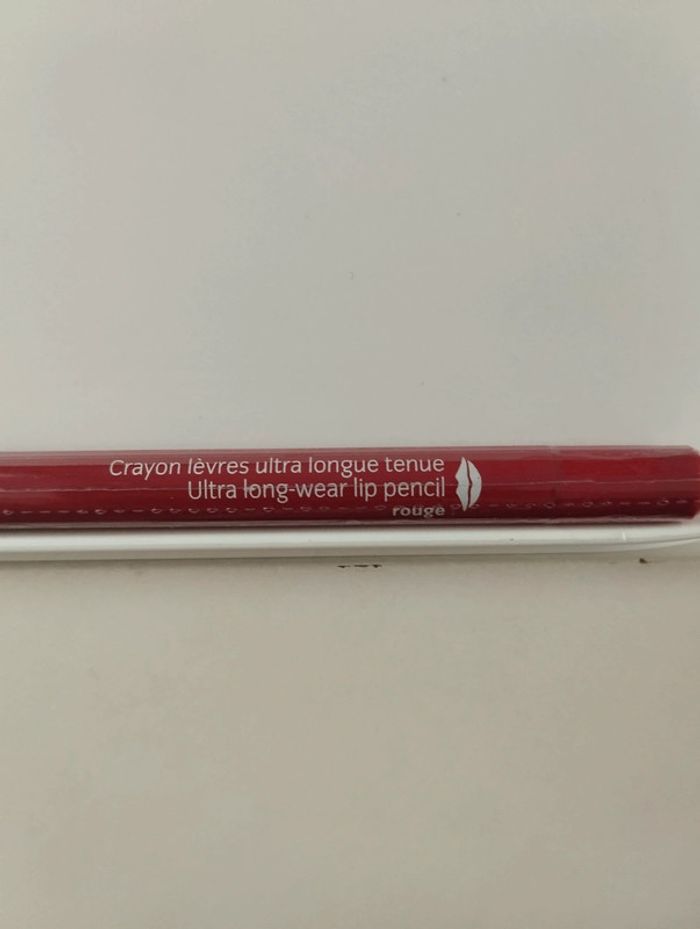 Crayon lèvres ultra longue tenue
Ultra long-wear lip pencil
rouge